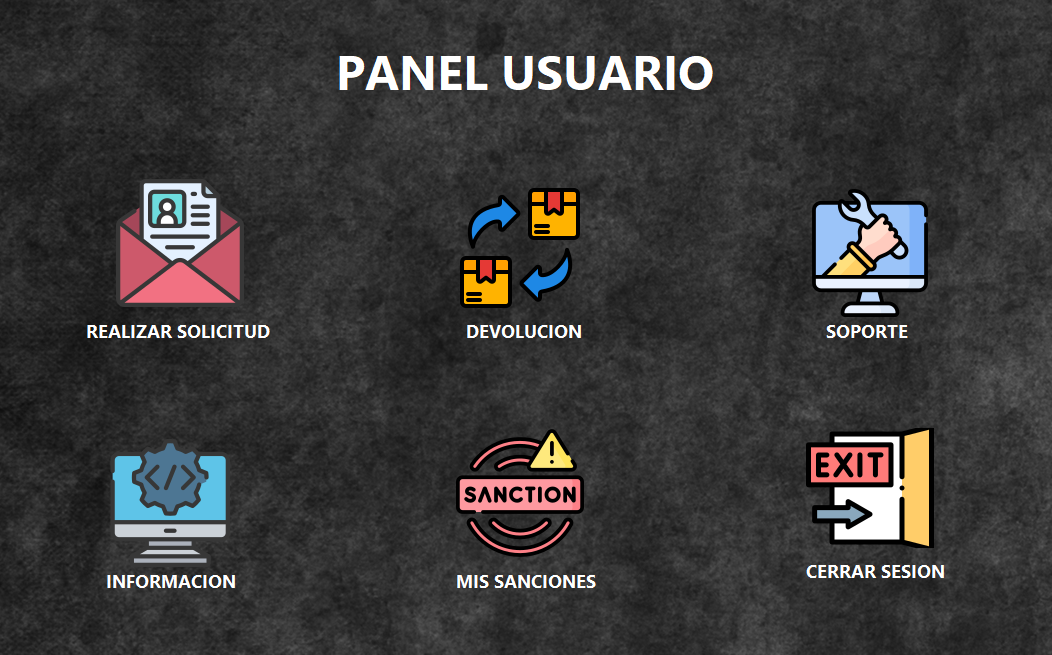 PANEL USUARIO
REALIZAR SOLICITUD
DEVOLUCION
SOPORTE
SANCTION
EXIT
INFORMACION
MIS SANCIONES
CERRAR SESION